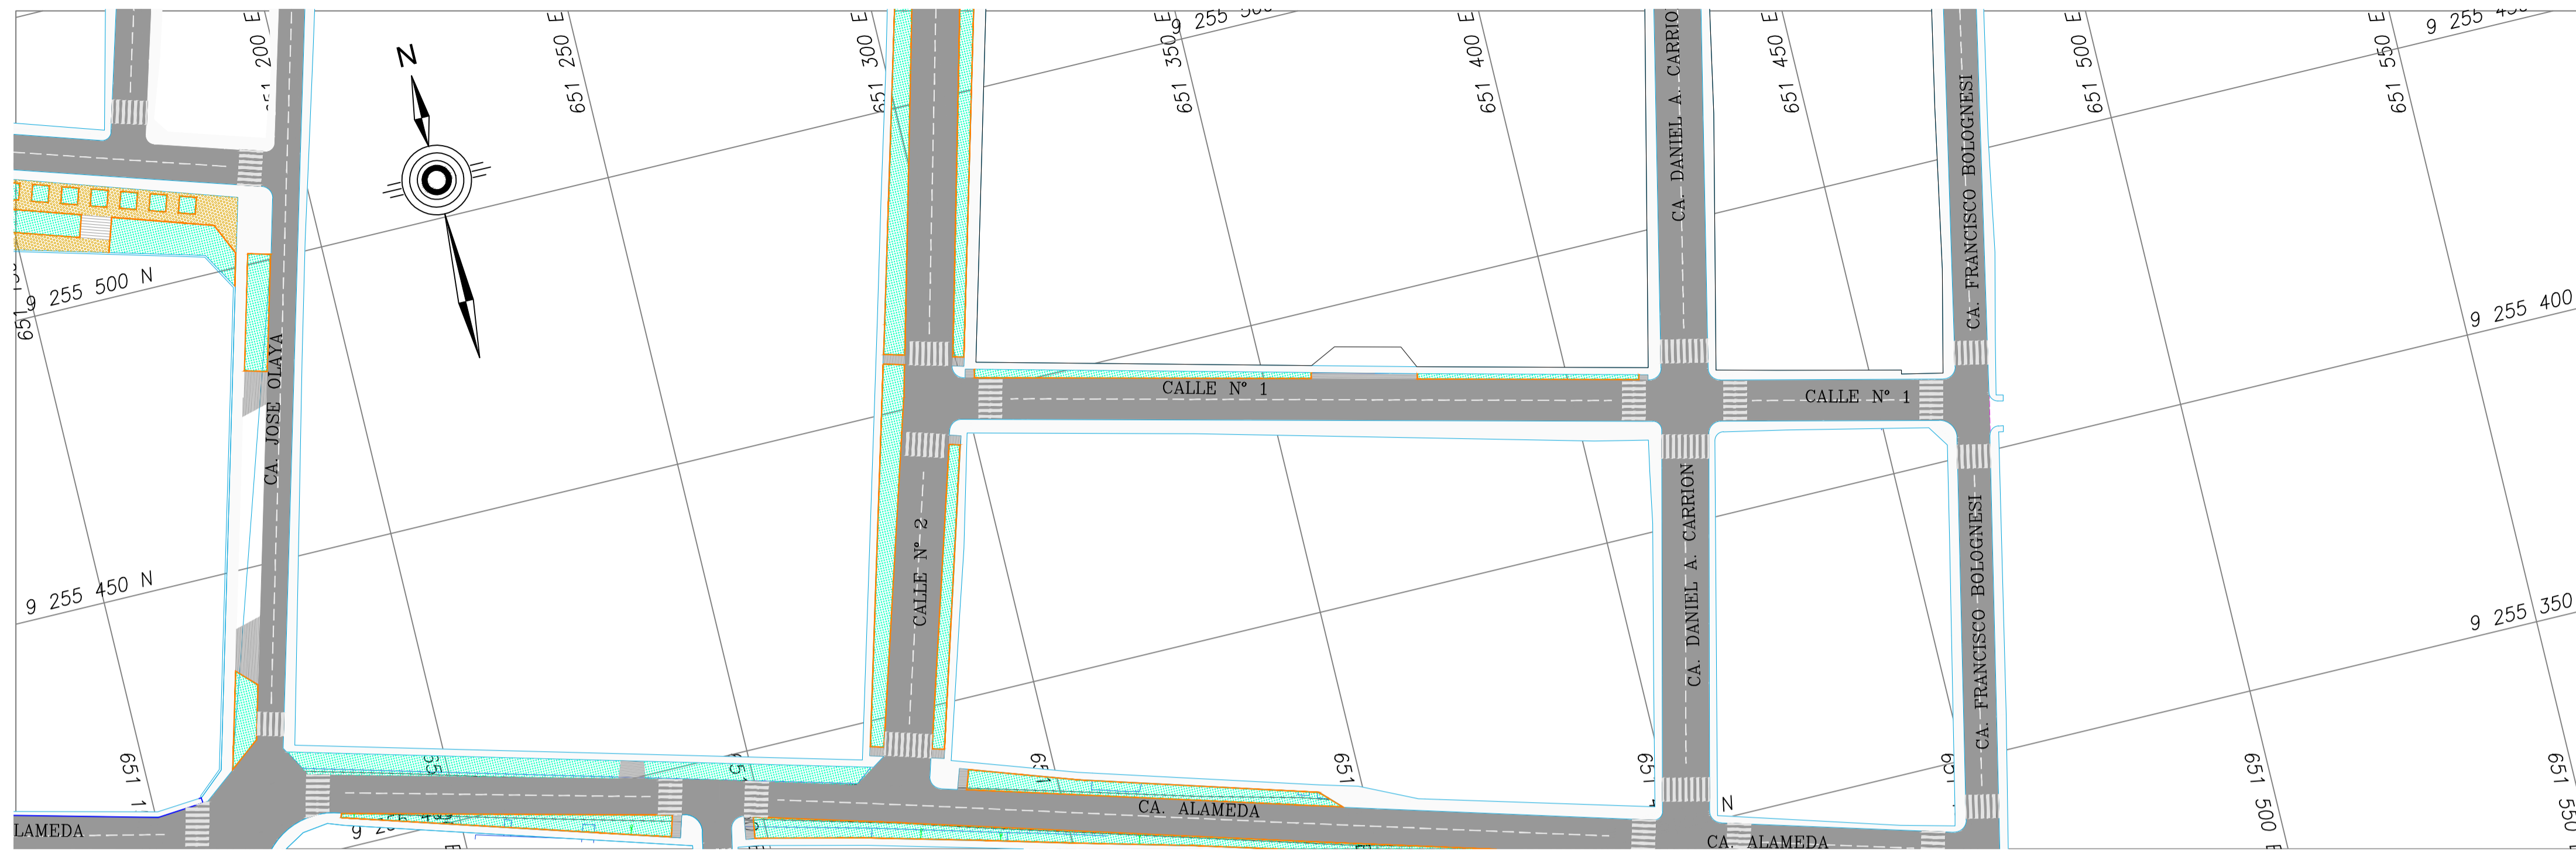 N
651 200 E
651 250 E
651 300 E
651 350 E
9 255 500
651 400 E
651 450 E
651 500 E
651 550 E
9 255 450
CA. DANIEL A. CARRION
CA. FRANCISCO BOLOGNESI
9 255 500 N
651
CA. JOSE OLAYA
CALLE N° 1
CALLE N° 1
9 255 400
9 255 450 N
CALLE N° 2
CA. DANIEL A. CARRION
CA. FRANCISCO BOLOGNESI
9 255 350
651 1
651
651
651
651 500 E
651 550
N
LAMEDA
CA. ALAMEDA
CA. ALAMEDA